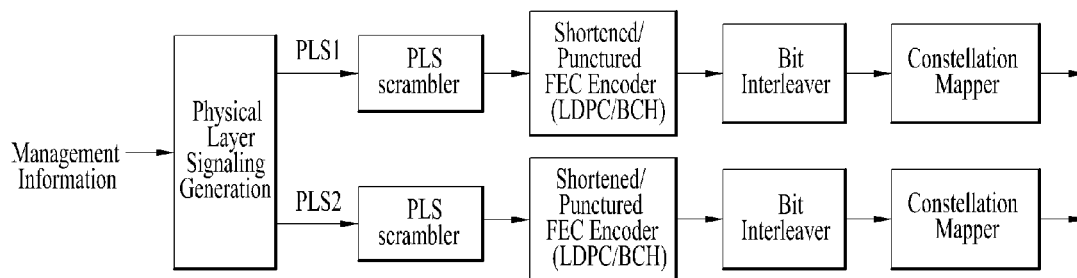 Management
Information
Physical
Layer
Signaling
Generation
PLS1
PLS
scrambler
Shortened/
Punctured
FEC Encoder
(LDPC/BCH)
Bit
Interleaver
Constellation
Mapper
PLS2
PLS
scrambler
Shortened/
Punctured
FEC Encoder
(LDPC/BCH)
Bit
Interleaver
Constellation
Mapper